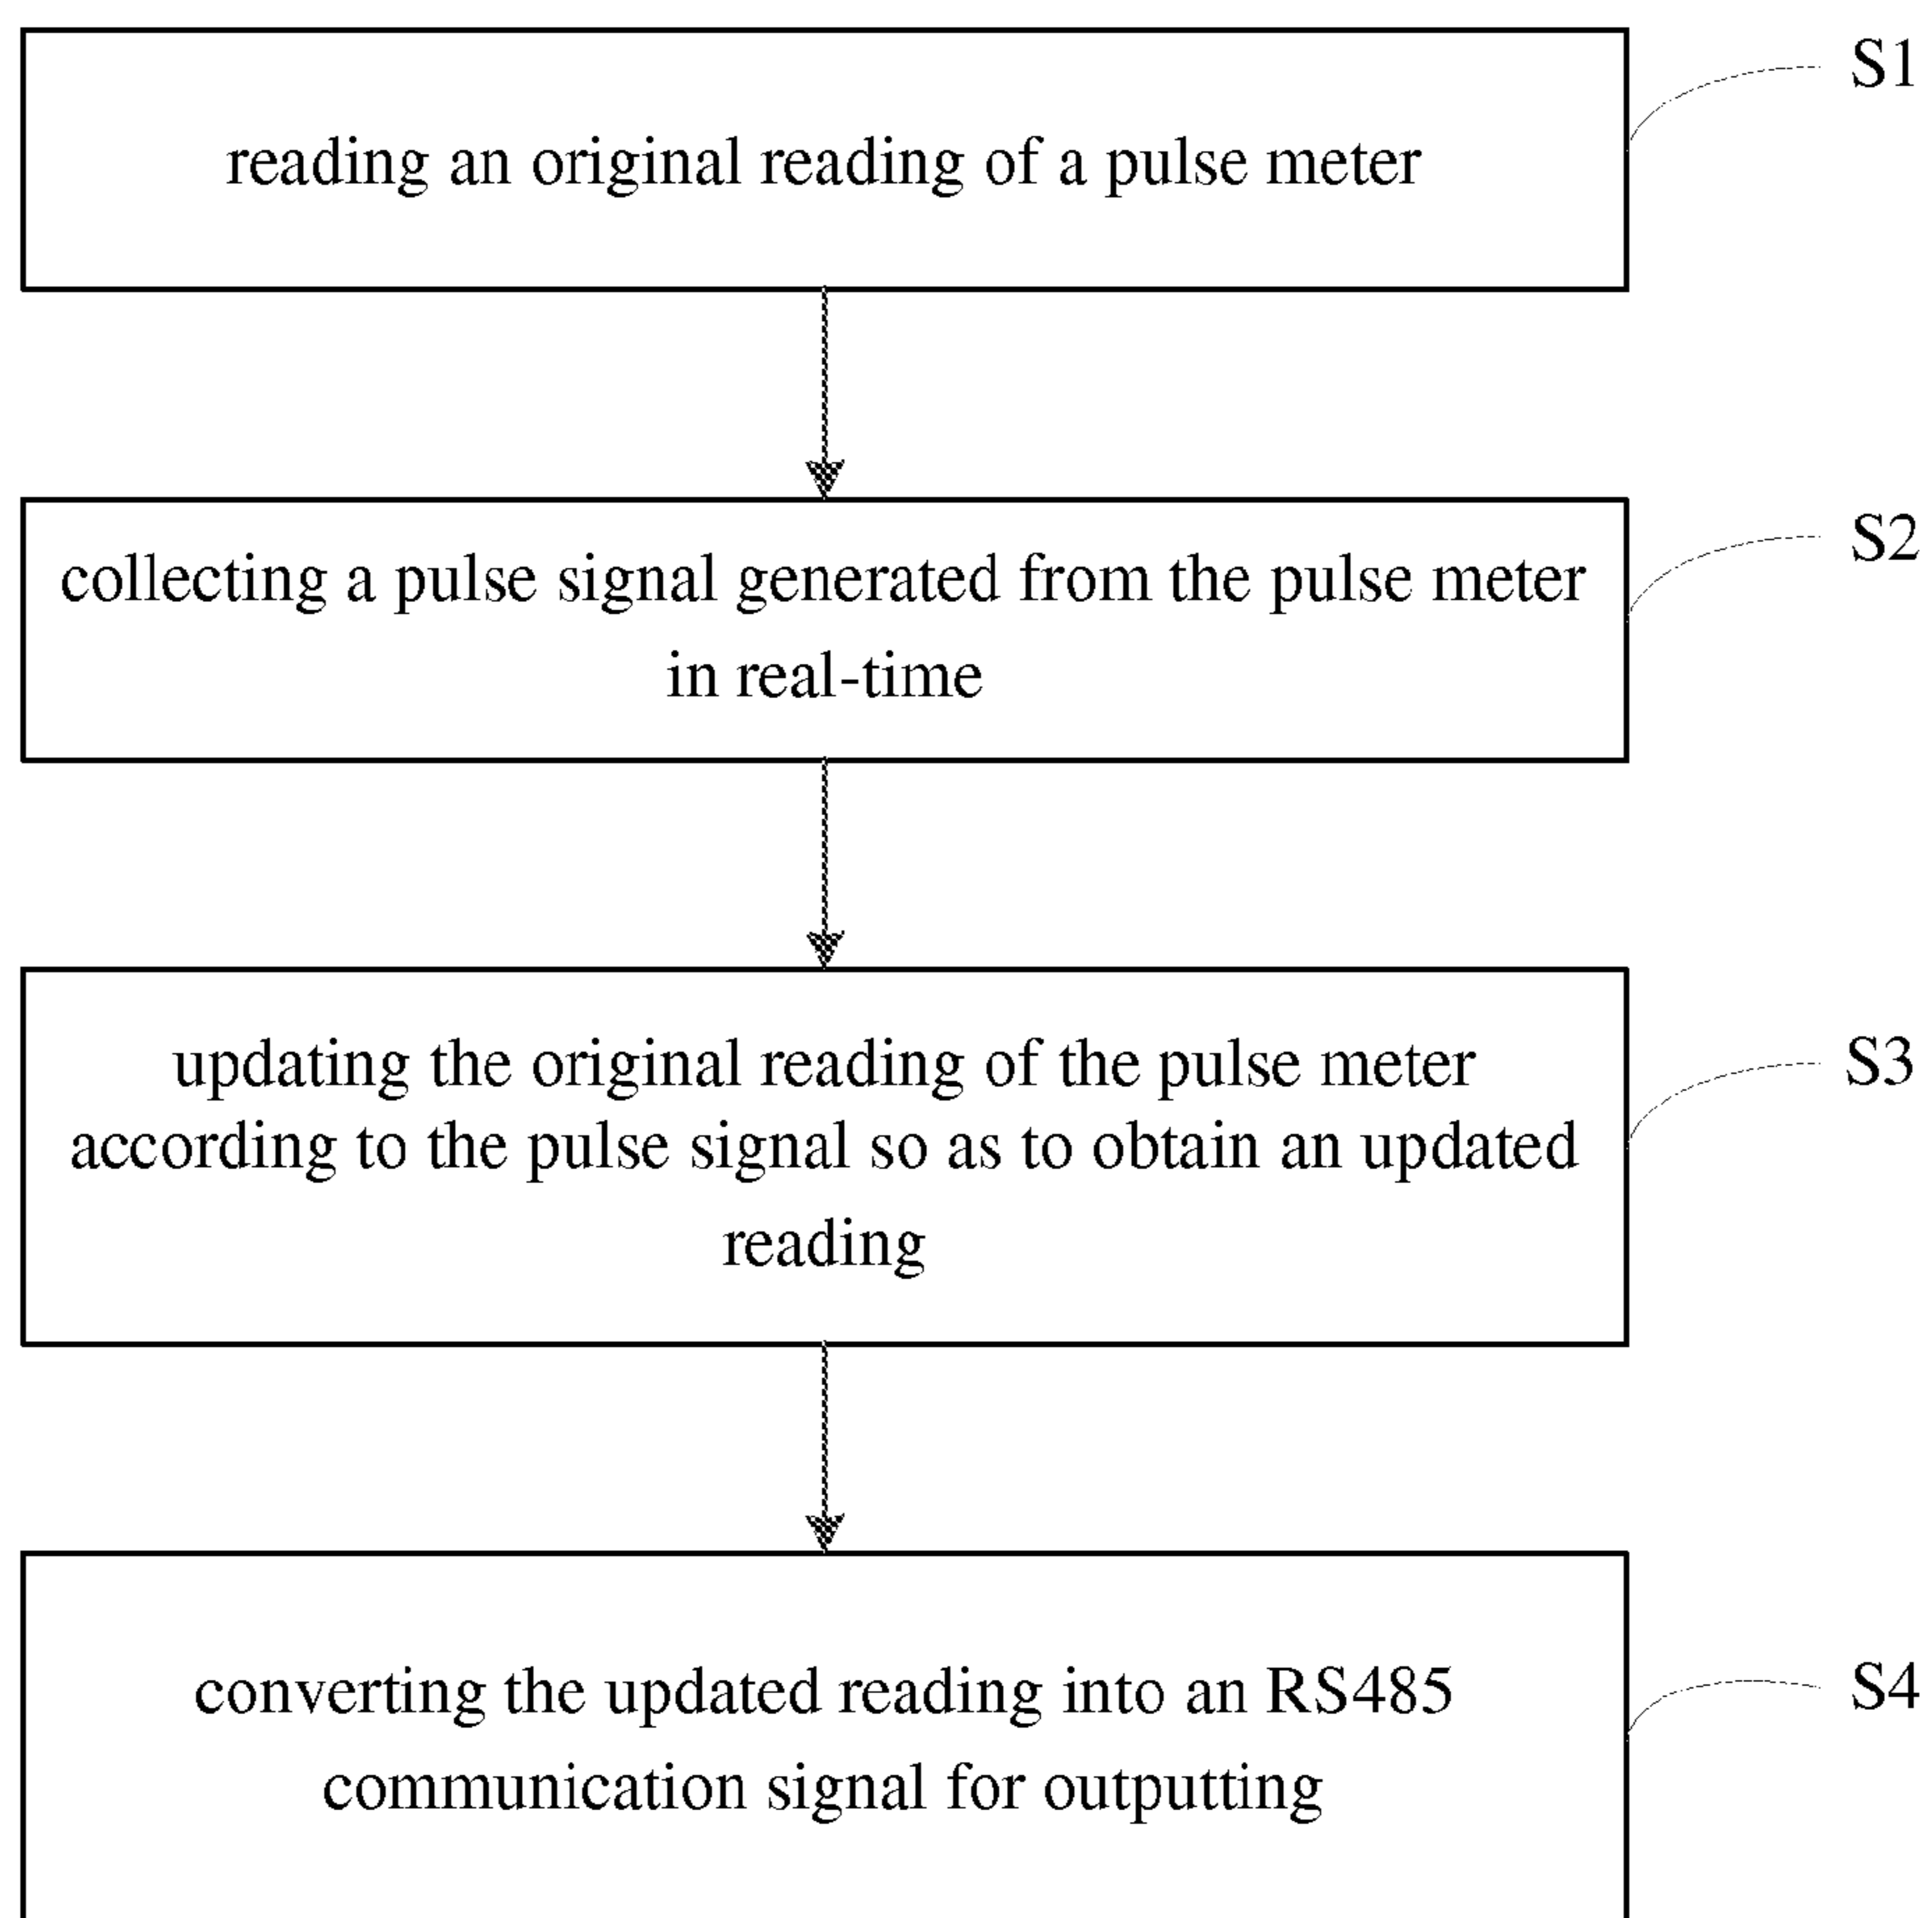 reading an original reading of a pulse meter
S1
collecting a pulse signal generated from the pulse meter
in real-time
S2
updating the original reading of the pulse meter
according to the pulse signal so as to obtain an updated
reading
S3
converting the updated reading into an RS485
communication signal for outputting
S4